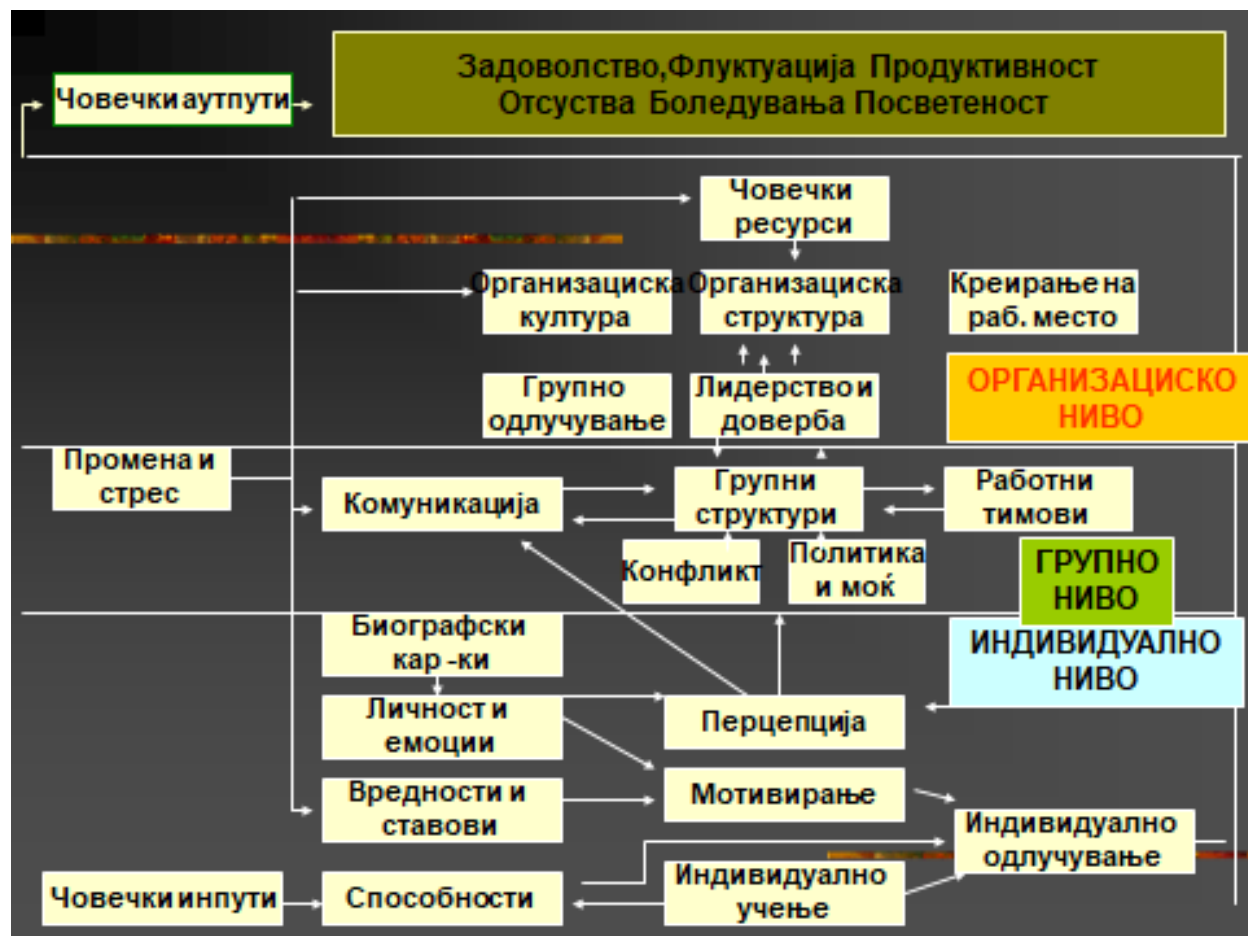 Задоволство,Флуктуација Продуктивност
Отсуства Боледувања Посветеност
Човечки аутпути
Човечки
ресурси
Организациска
култура
Организациска
структура
Креирање на
раб. место
Групно
одлучување
Лидерство и
доверба
ОРГАНИЗАЦИСКО
НИВО
Промена и
стрес
Комуникација
Групни
структури
Работни
тимови
Конфликт
Политика
и моќ
ГРУПНО
НИВО
Биографски
кар -ки
ИНДИВИДУАЛНО
НИВО
Личност и
емоции
Перцепција
Вредности и
ставови
Мотивирање
Индивидуално
одлучување
Човечки инпути
Способности
Индивидуално
учење